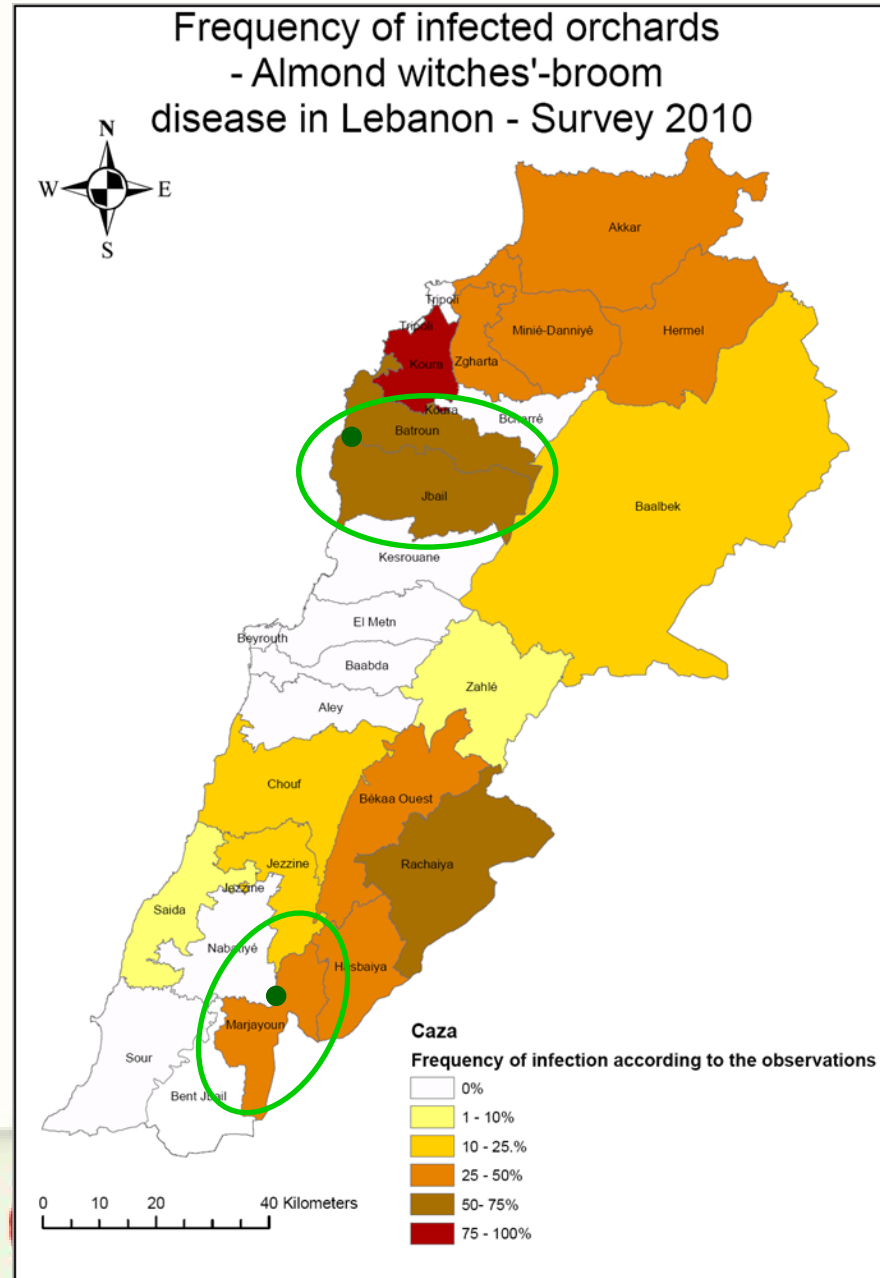 Frequency of infected orchards
- Almond witches'-broom
disease in Lebanon - Survey 2010
N
W
E
S
Akkar
Tripoli
Tripoli
Minié-Danniyé
Hermel
Koura
Zgharta
Koura
Bcharré
Batroun
Jbail
Baalbek
Kesrouane
El Metn
Beyrouth
Baabda
Zahlé
Aley
Chouf
Békaa Ouest
Jezzine
Rachaiya
Jezzine
Saida
Nabatiyé
Hasbaiya
Marjayoun
Sour
Bent Jbail
Caza
Frequency of infection according to the observations
0%
1 - 10%
10 - 25.%
25 - 50%
50- 75%
75 - 100%
0 10 20 40 Kilometers